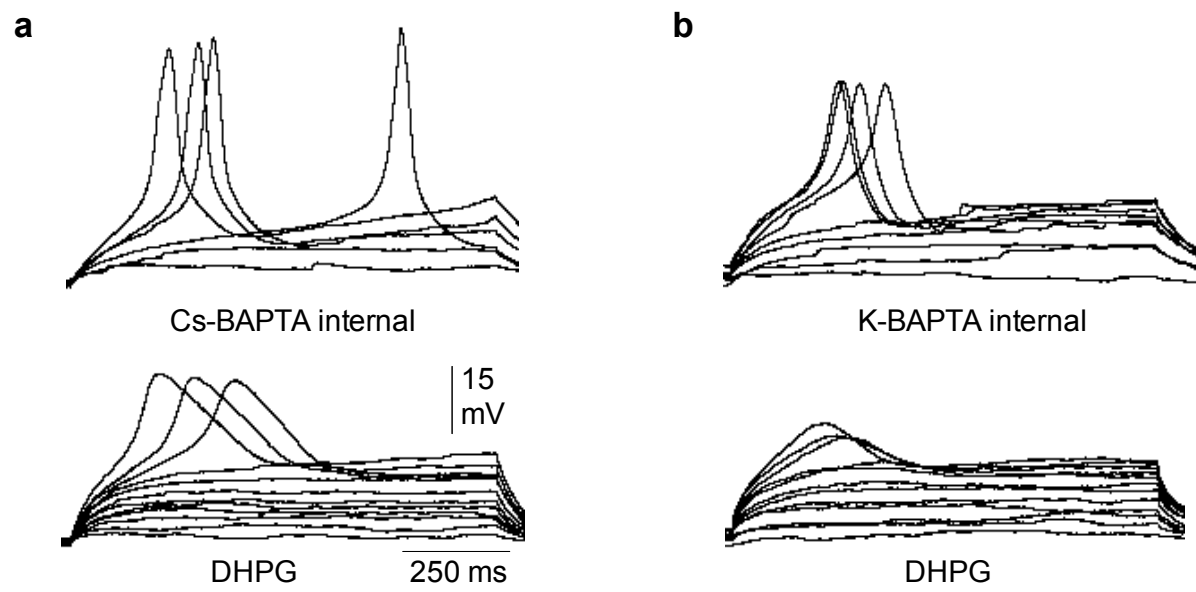 a
b
Cs-BAPTA internal
K-BAPTA internal
15
mV
DHPG
250 ms
DHPG